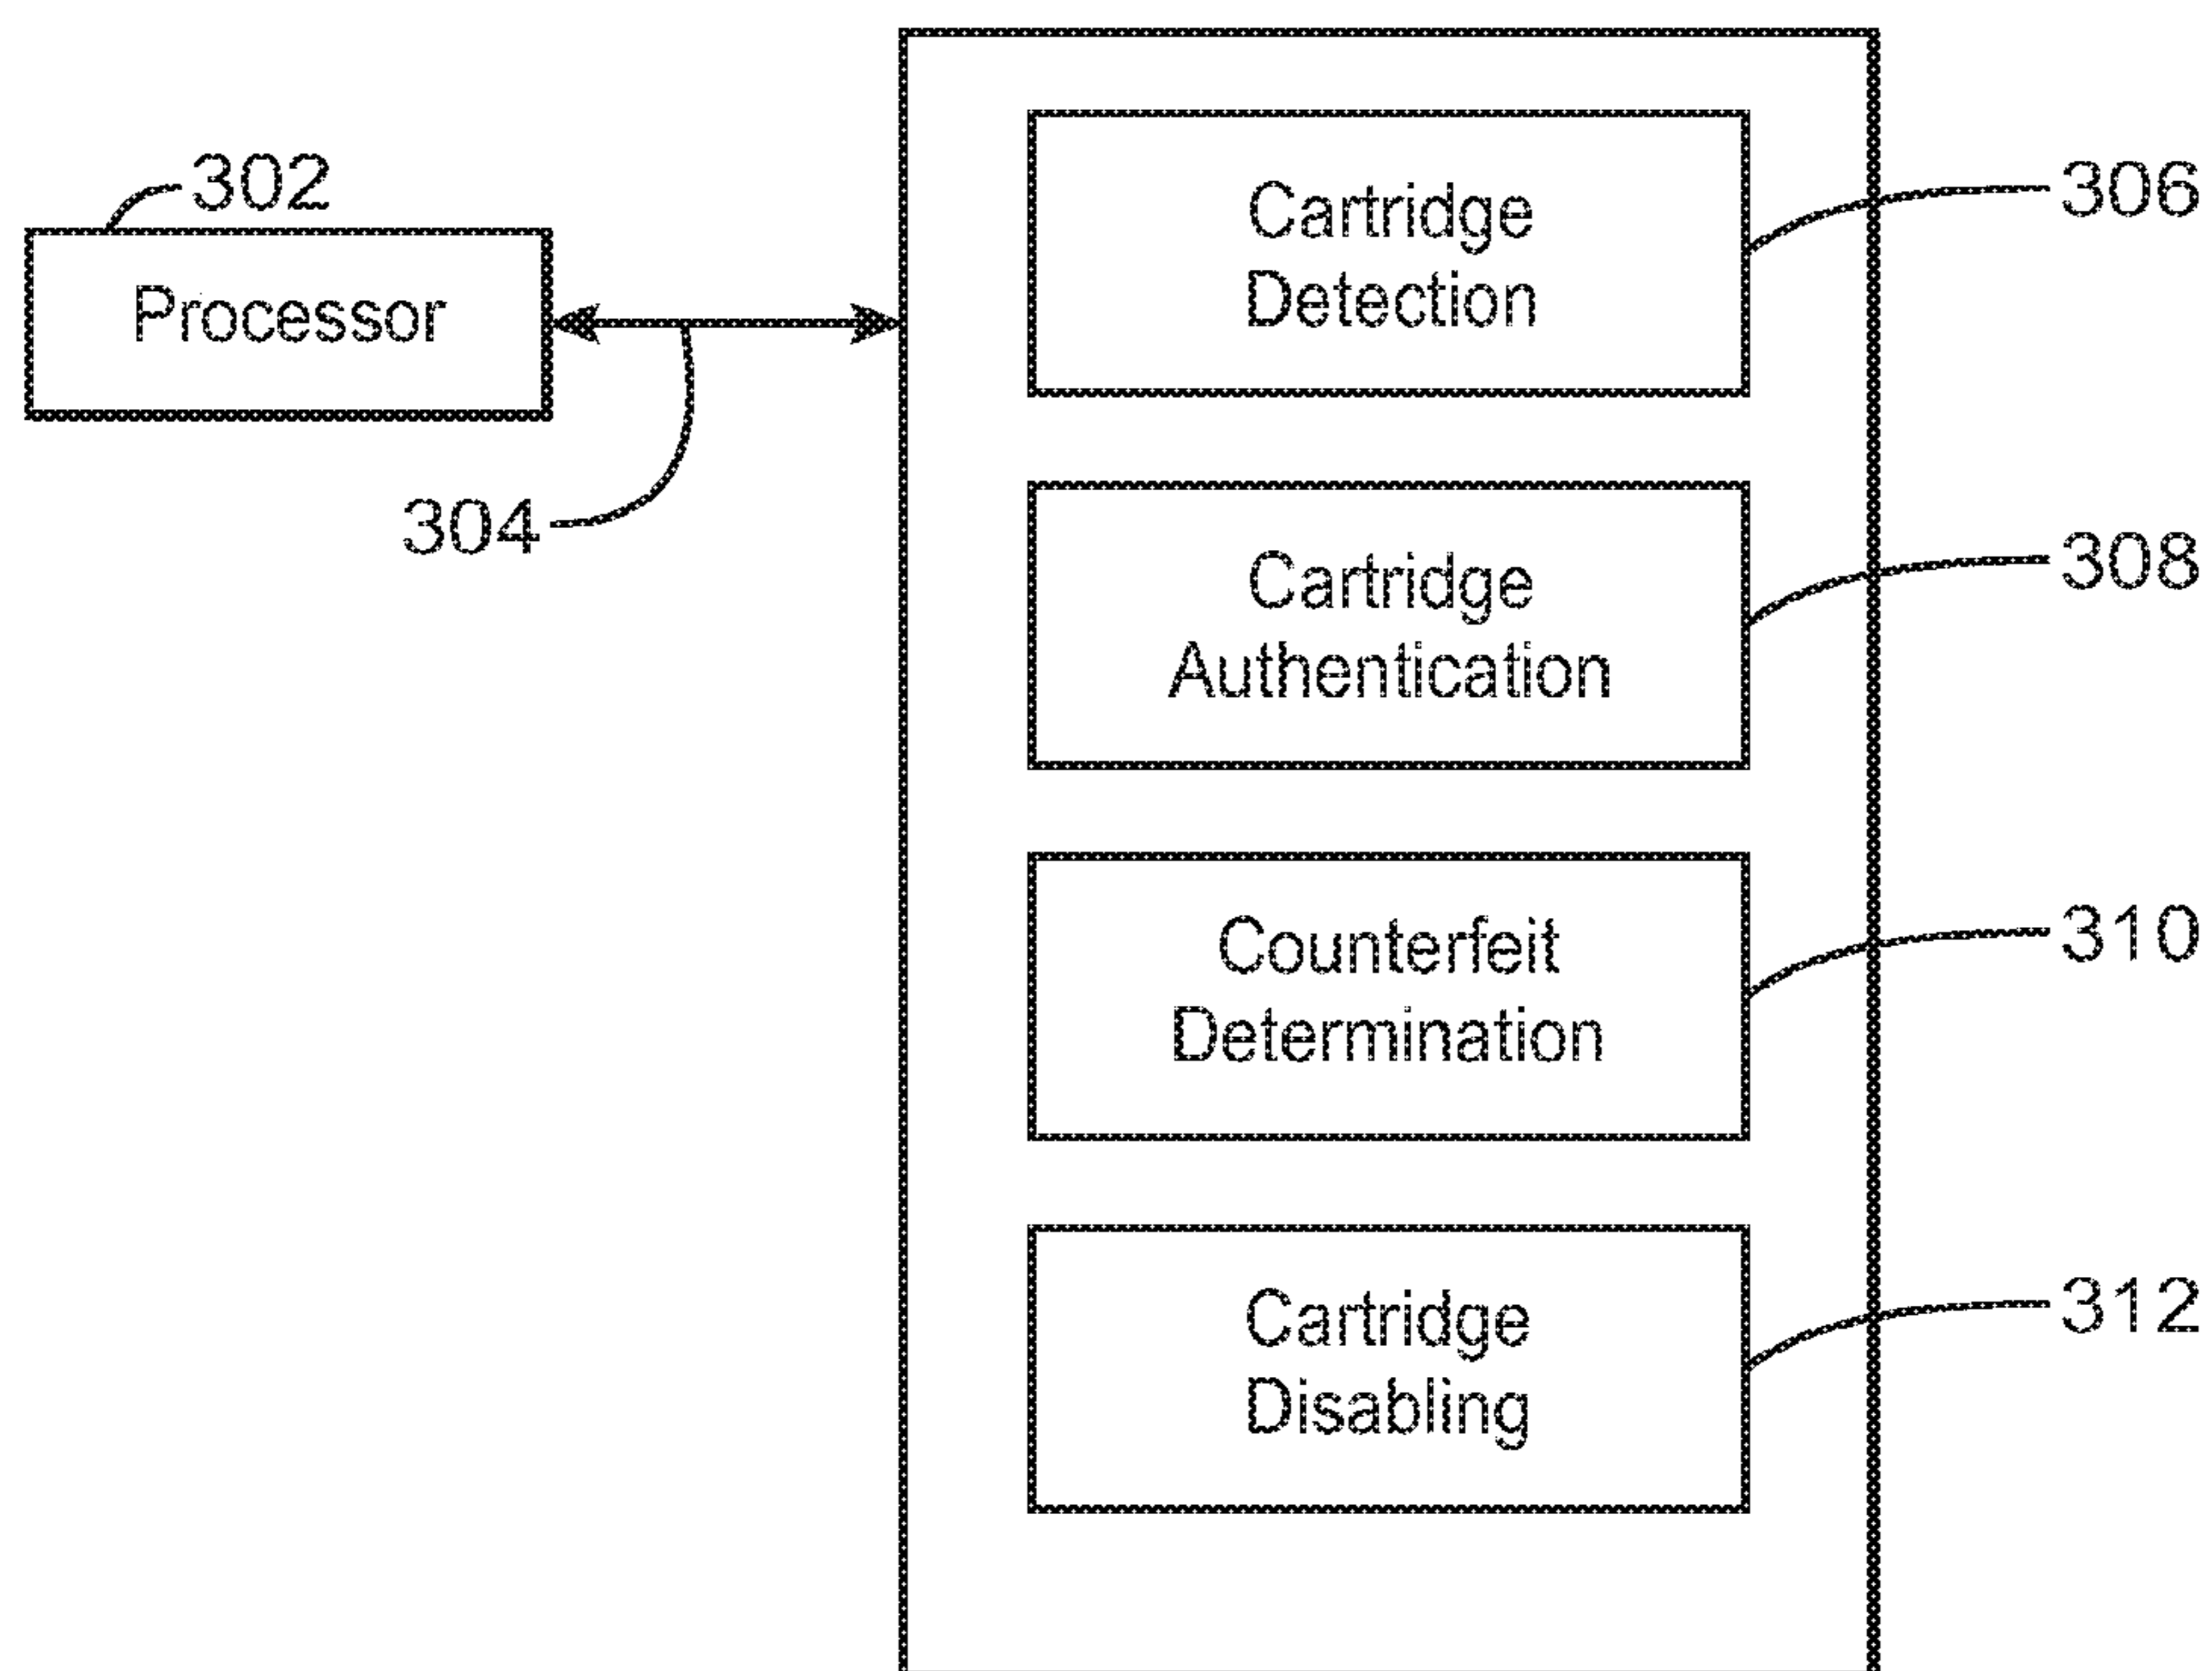 302
Processor
304
Cartridge
Detection
306
Cartridge
Authentication
308
Counterfeit
Determination
310
Cartridge
Disabling
312